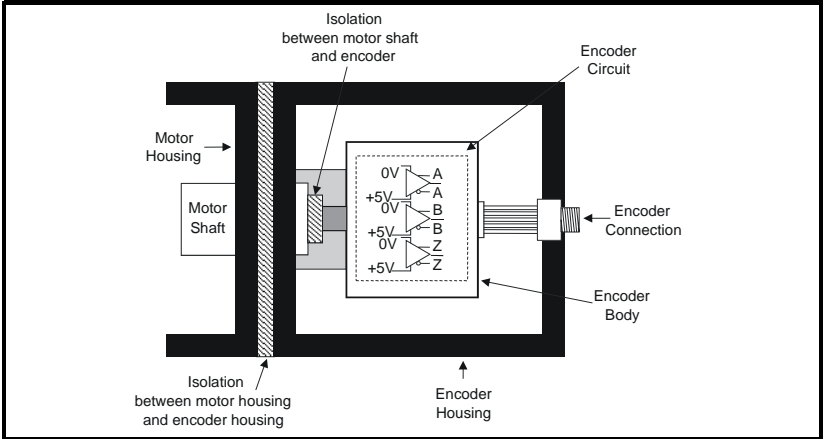 Isolation
between motor shaft
and encoder
Encoder
Circuit
Motor
Housing
Motor
Shaft
0V
A
A
+5V
0V
B
B
+5V
0V
Z
Z
+5V
Encoder
Connection
Encoder
Body
Isolation
between motor housing
and encoder housing
Encoder
Housing